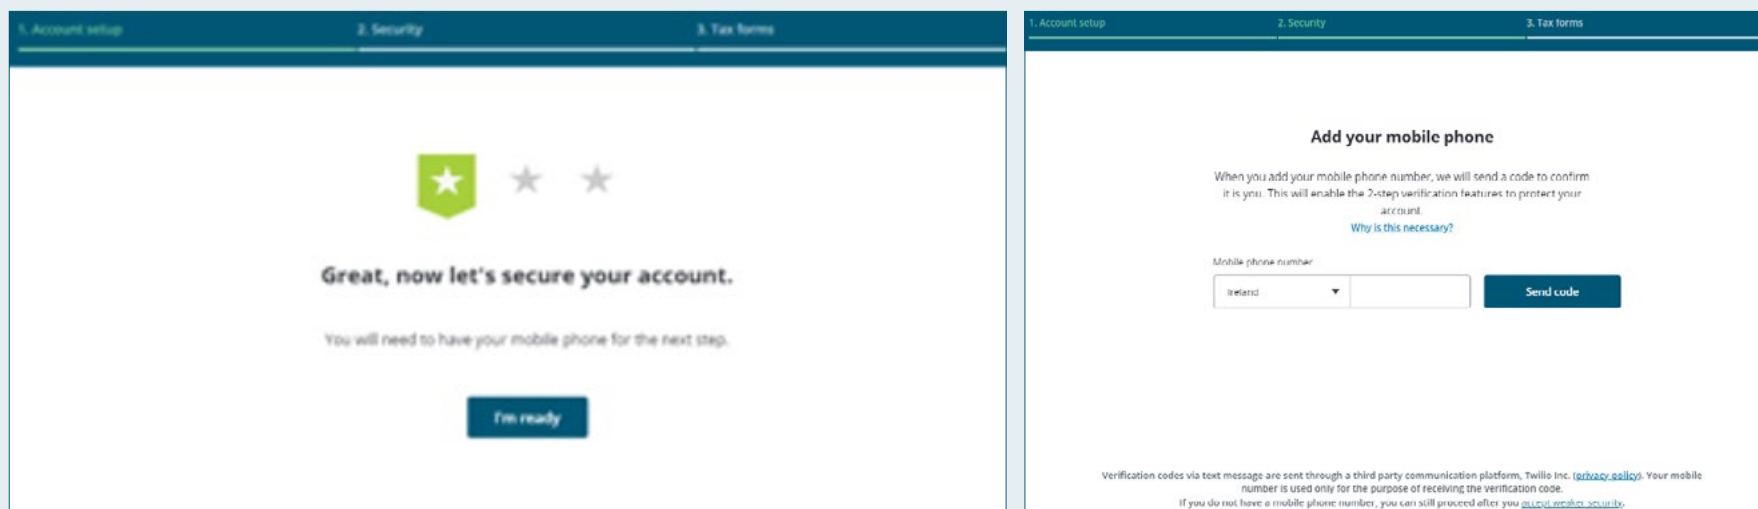 1. Account setup 2. Security 3. Tax forms
Great, now let's secure your account.
You will need to have your mobile phone for the next step.
I'm ready
1. Account setup 2. Security 3. Tax forms
Add your mobile phone
When you add your mobile phone number, we will send a code to confirm
it is you. This will enable the 2-step verification features to protect your
account.
Why is this necessary?
Mobile phone number
Ireland
Send code
Verification codes via text message are sent through a third party communication platform, Twilio Inc. (privacy policy). Your mobile
number is used only for the purpose of receiving the verification code.
If you do not have a mobile phone number, you can still proceed after you accept weaker security.